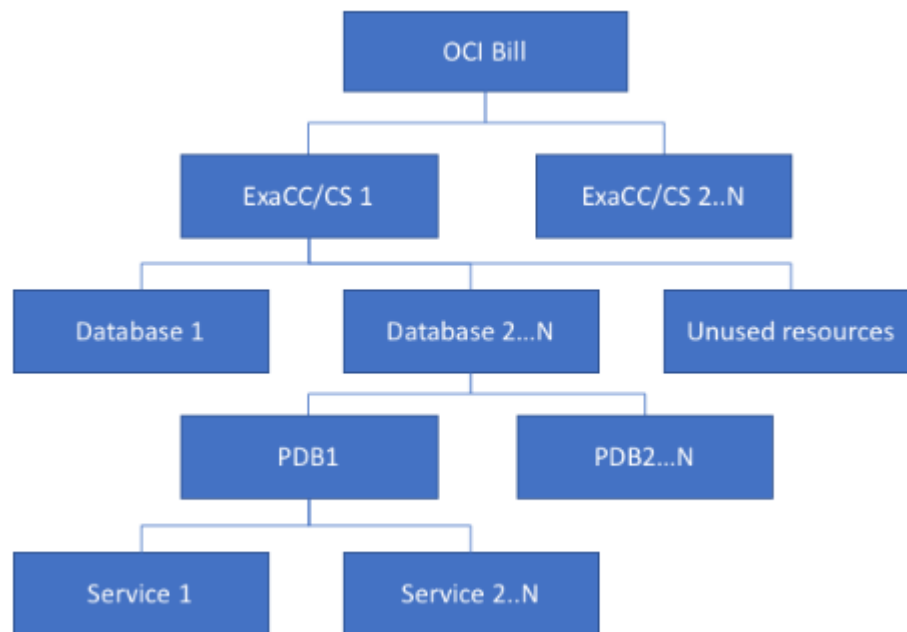 OCI Bill
ExaCC/CS 1
ExaCC/CS 2..N
Database 1
Database 2...N
Unused resources
PDB1
PDB2...N
Service 1
Service 2..N